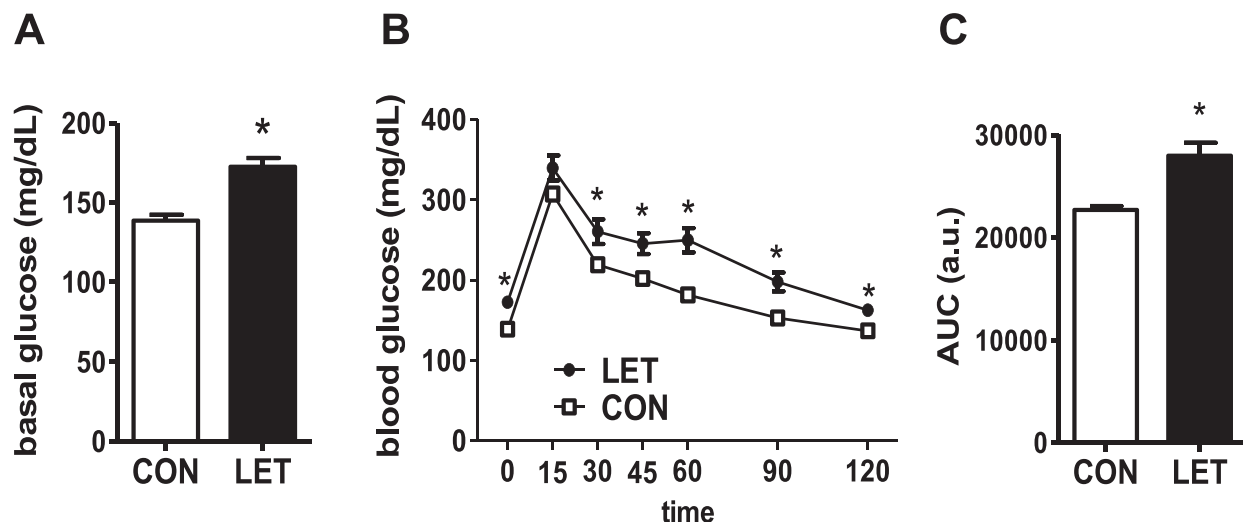 A
B
C
basal glucose (mg/dL)
200
150
100
50
0
*
CON
LET
blood glucose (mg/dL)
400
300
200
100
0
*
*
*
*
*
*
LET
CON
0
15
30
45
60
90
120
time
AUC (a.u.)
30000
20000
10000
0
*
CON
LET